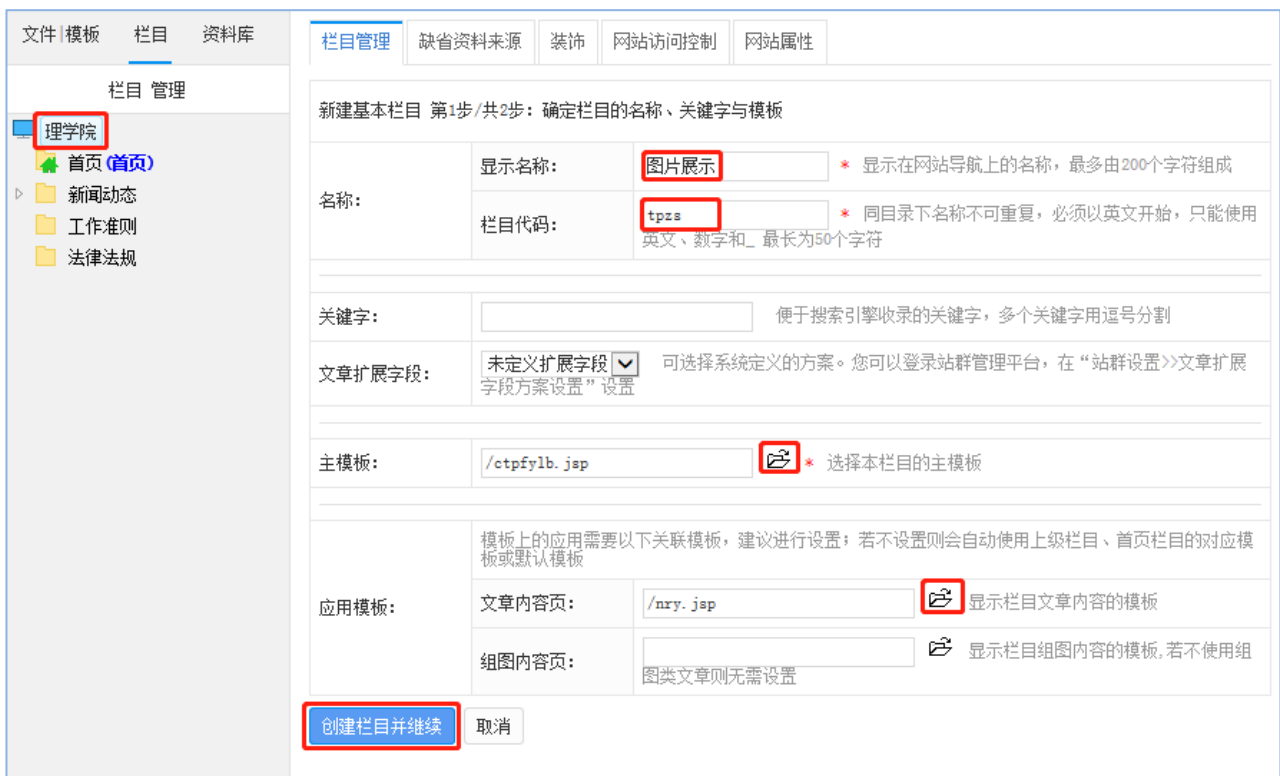 文件|模板 栏目 资料库
栏目 管理
理学院
首页(首页)
新闻动态
工作准则
法律法规
栏目管理 缺省资料来源 装饰 网站访问控制 网站属性
新建基本栏目 第1步/共2步：确定栏目的名称、关键字与模板
名称：
显示名称： 图片展示 * 显示在网站导航上的名称，最多由200个字符组成
栏目代码： tpzs * 同目录下名称不可重复，必须以英文开始，只能使用
英文、数字和_ 最长为50个字符
关键字： 便于搜索引擎收录的关键字，多个关键字用逗号分割
文章扩展字段： 未定义扩展字段 可选择系统定义的方案。您可以登录站群管理平台，在“站群设置>>文章扩展
字段方案设置”设置
主模板： /ctpfylb.jsp * 选择本栏目的主模板
模板上的应用需要以下关联模板，建议进行设置；若不设置则会自动使用上级栏目、首页栏目的对应模
板或默认模板
应用模板：
文章内容页： /nry.jsp 显示栏目文章内容的模板
组图内容页： 显示栏目组图内容的模板,若不使用组
图类文章则无需设置
创建栏目并继续 取消